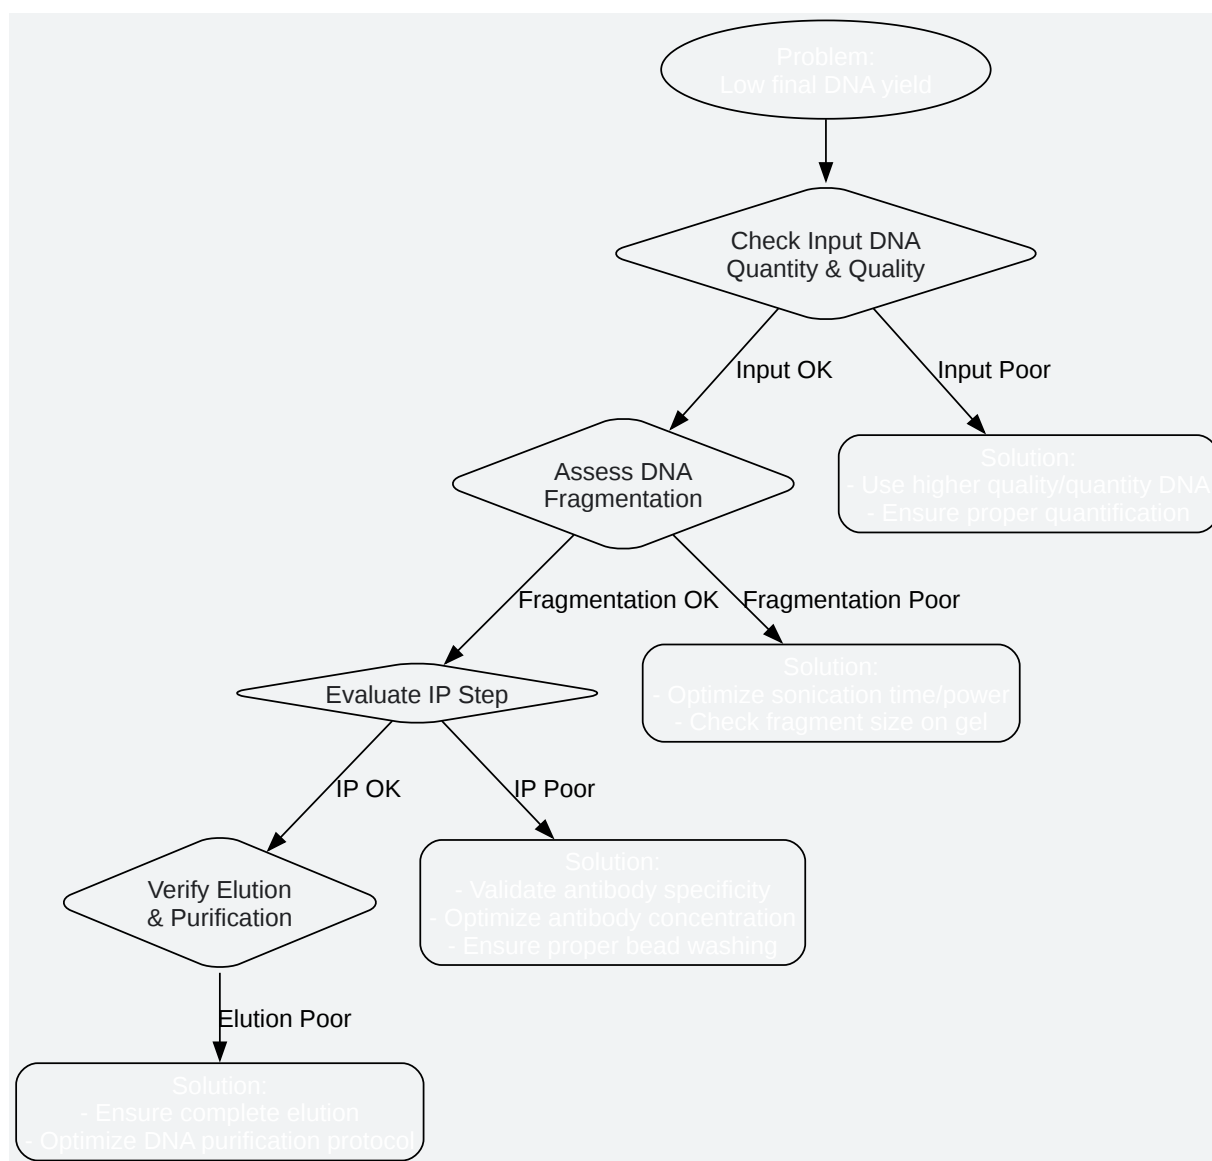 Problem:
Low final DNA yield
Check Input DNA
Quantity & Quality
Input OK
Input Poor
Assess DNA
Fragmentation
Solution:
- Use higher quality/quantity DNA
- Ensure proper quantification
Fragmentation OK
Fragmentation Poor
Evaluate IP Step
Solution:
- Optimize sonication time/power
- Check fragment size on gel
IP OK
IP Poor
Verify Elution
& Purification
Solution:
- Validate antibody specificity
- Optimize antibody concentration
- Ensure proper bead washing
Elution Poor
Solution:
- Ensure complete elution
- Optimize DNA purification protocol